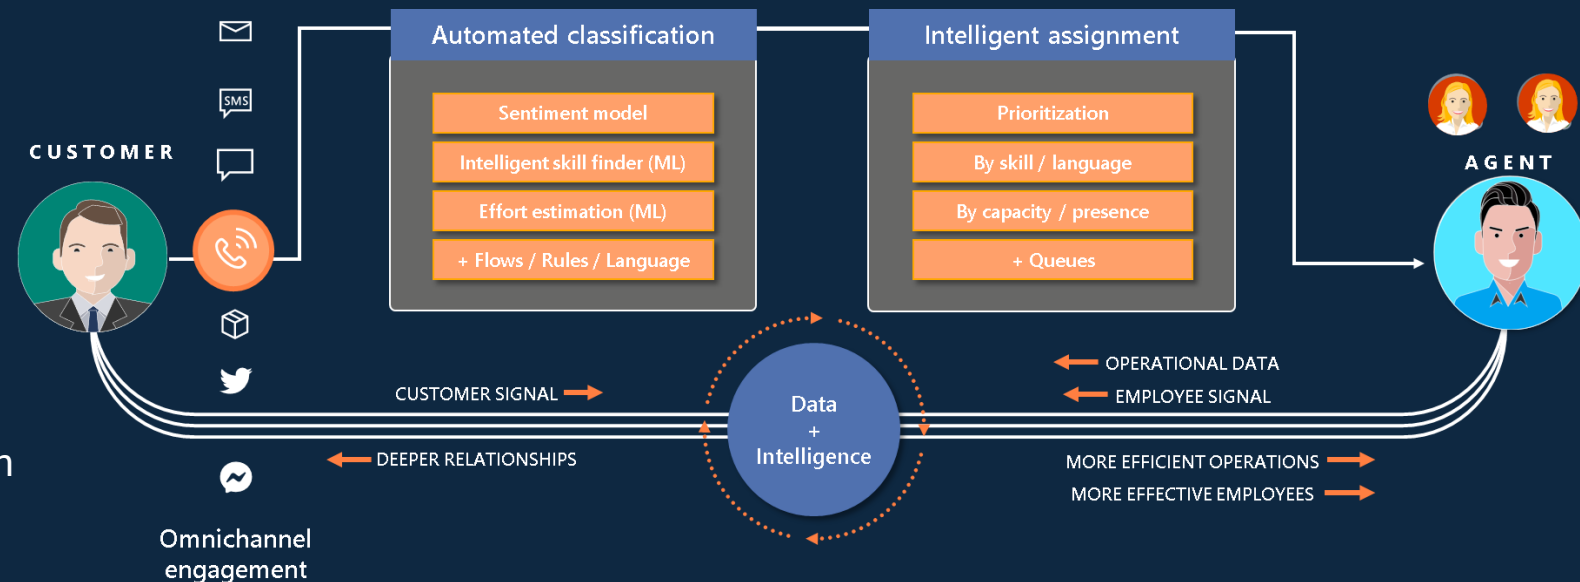 Automated classification
Intelligent assignment
SMS
Sentiment model
Prioritization
CUSTOMER
AGENT
Intelligent skill finder (ML)
By skill / language
Effort estimation (ML)
By capacity / presence
+ Flows / Rules / Language
+ Queues
OPERATIONAL DATA
CUSTOMER SIGNAL
EMPLOYEE SIGNAL
Data
+
Intelligence
DEEPER RELATIONSHIPS
MORE EFFICIENT OPERATIONS
MORE EFFECTIVE EMPLOYEES
Omnichannel
engagement